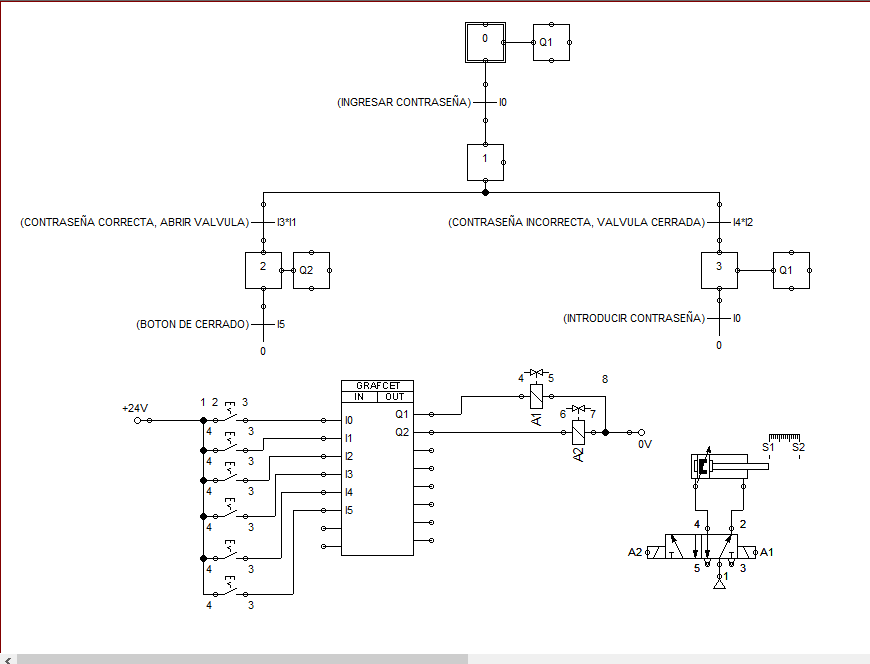 0 Q1
(INGRESAR CONTRASEÑA) I0
1
(CONTRASEÑA CORRECTA, ABRIR VALVULA) I3*I1
(CONTRASEÑA INCORRECTA, VALVULA CERRADA) I4*I2
2 Q2
3 Q1
(BOTON DE CERRADO) I5
(INTRODUCIR CONTRASEÑA) I0
0
0
+24V
1 2 3
4 3
4 3
4 3
4 3
4 3
4 3
GRAFCET
IN OUT
I0 Q1
I1 Q2
I2
I3
I4
I5
4 5 8
A1
6 7
A2
0V
S1 S2
4 2
A2 A1
5 1 3